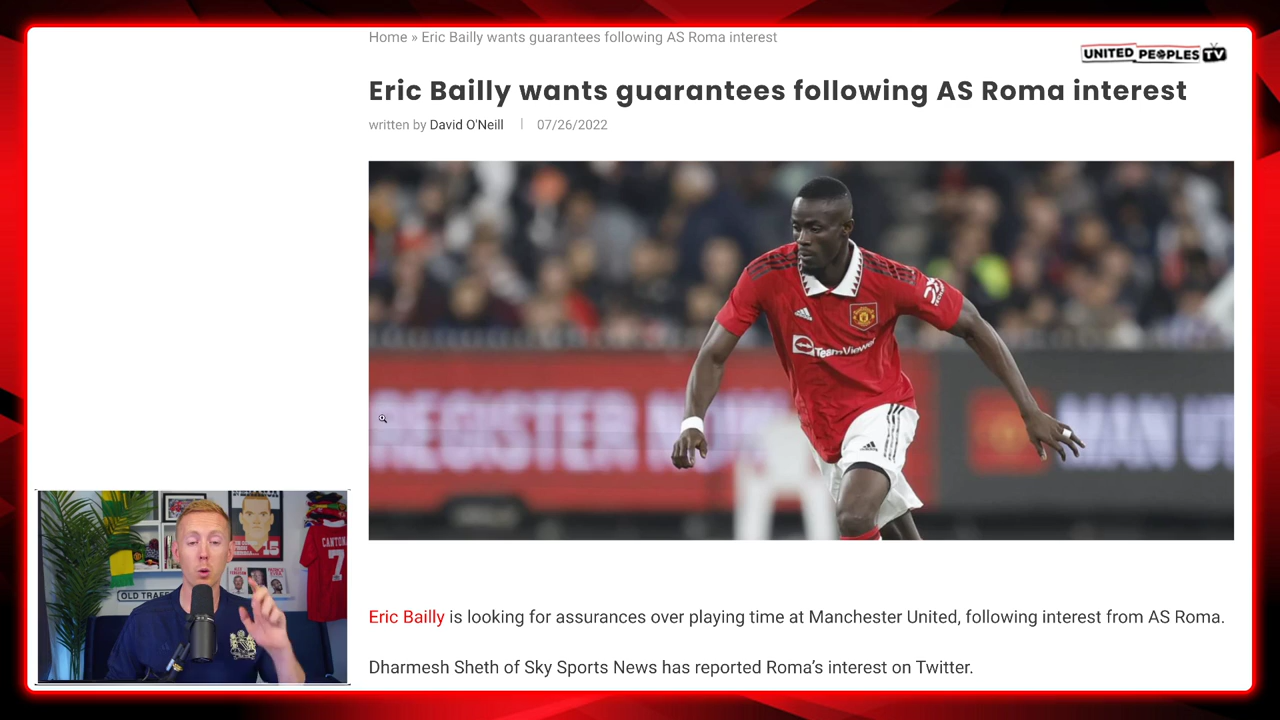 Home » Eric Bailly wants guarantees following AS Roma interest
UNITED PEOPLES TV
Eric Bailly wants guarantees following AS Roma interest
written by David O'Neill | 07/26/2022
TeamViewer
REGISTER NOW
MAN UT
CANTONA
7
15
OLD TRAFF
Eric Bailly is looking for assurances over playing time at Manchester United, following interest from AS Roma.
Dharmesh Sheth of Sky Sports News has reported Roma's interest on Twitter.